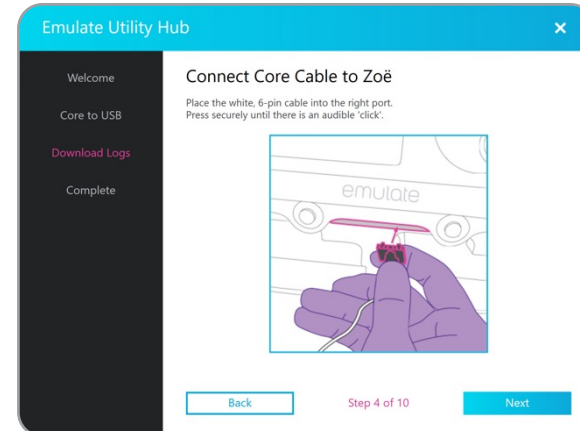 Emulate Utility Hub
Welcome
Core to USB
Download Logs
Complete
Connect Core Cable to Zoë
Place the white, 6-pin cable into the right port.
Press securely until there is an audible 'click'.
emulate
Back
Step 4 of 10
Next